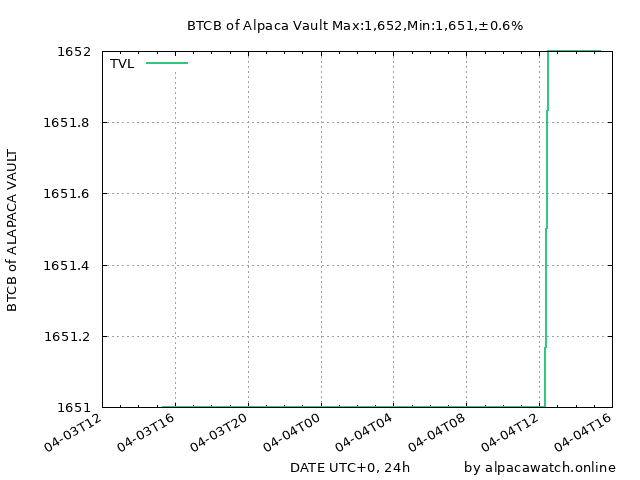 BTCB of Alpaca Vault Max:1,652,Min:1,651,±0.6%
TVL
BTCB of ALAPACA VAULT
1652
1651.8
1651.6
1651.4
1651.2
1651
04-03T12
04-03T16
04-03T20
04-04T00
04-04T04
04-04T08
04-04T12
04-04T16
DATE UTC+0, 24h
by alpacawatch.online